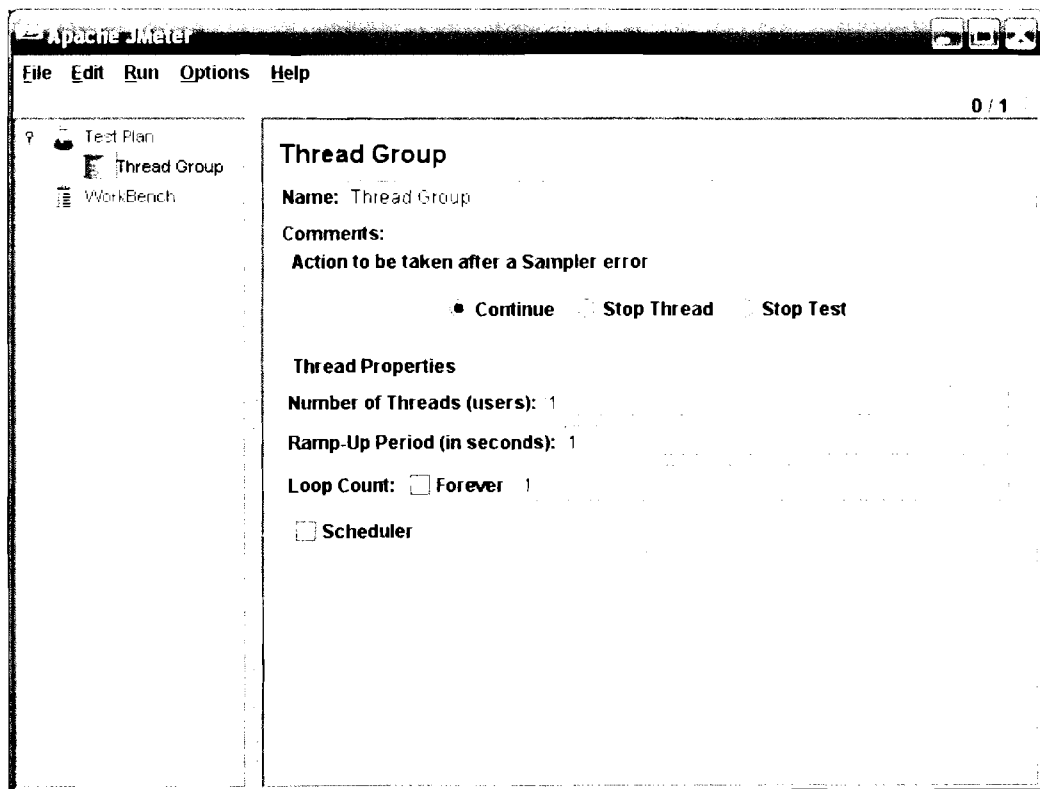 Apache JMeter
File Edit Run Options Help
0 / 1
Test Plan
Thread Group
WorkBench
Thread Group
Name: Thread Group
Comments:
Action to be taken after a Sampler error
Continue Stop Thread Stop Test
Thread Properties
Number of Threads (users): 1
Ramp-Up Period (in seconds): 1
Loop Count: Forever 1
Scheduler